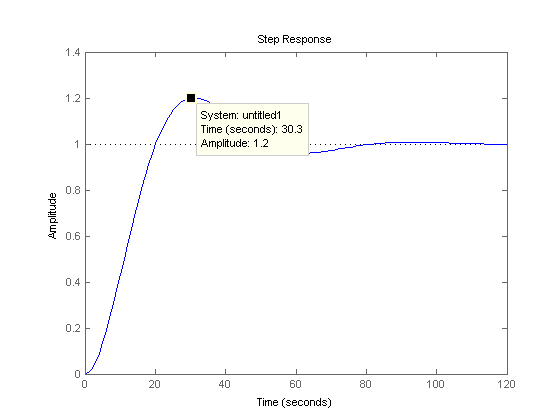 Step Response
1.4
1.2
System: untitled1
Time (seconds): 30.3
Amplitude: 1.2
1
0.8
Amplitude
0.6
0.4
0.2
0
0 20 40 60 80 100 120
Time (seconds)